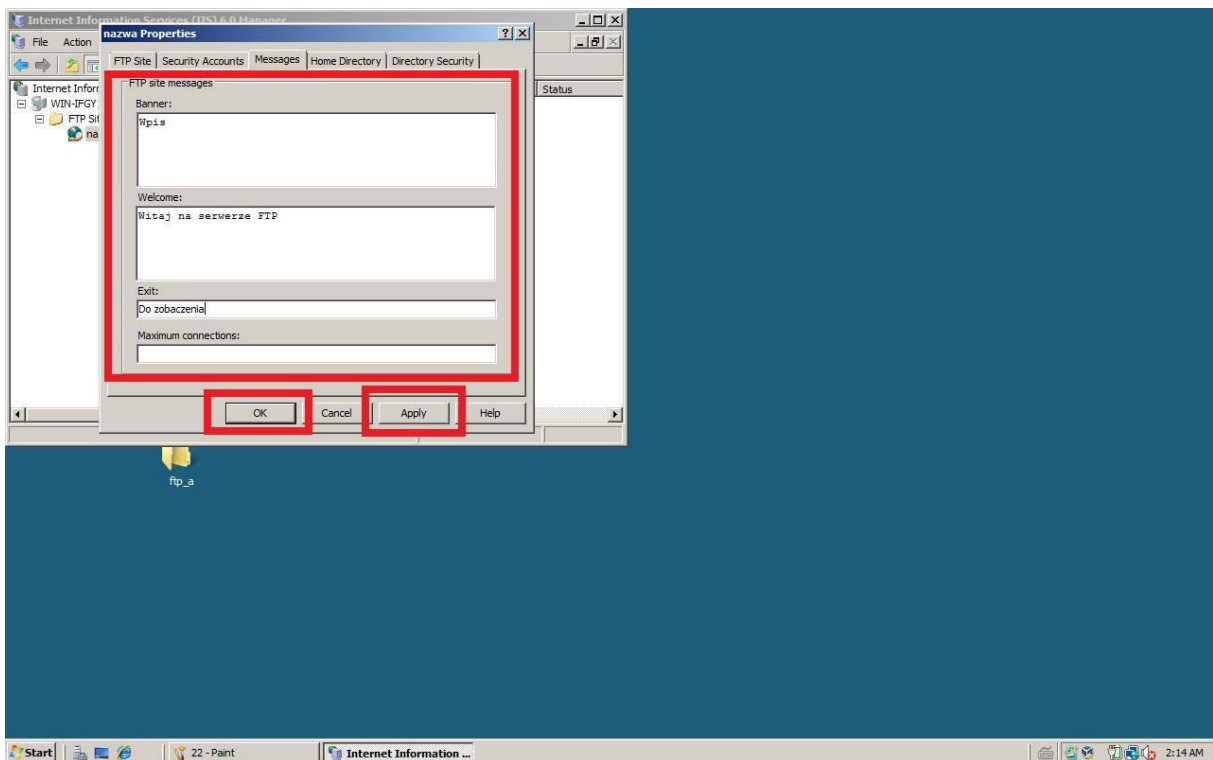 Internet Information Services (IIS) 6.0 Manager
nazwa Properties
File Action
FTP Site Security Accounts Messages Home Directory Directory Security
Internet Inform
WIN-IFGY
FTP Sit
na
Status
FTP site messages
Banner:
Wpis
Welcome:
Witaj na serwerze FTP
Exit:
Do zobaczenia
Maximum connections:
OK Cancel Apply Help
ftp_a
Start 22 - Paint Internet Information ... 2:14 AM